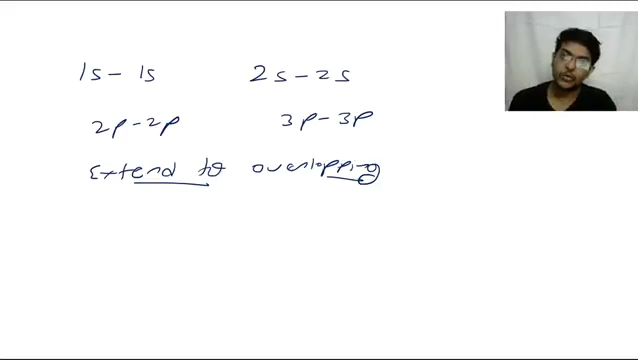 1s - 1s 2s - 2s
2p - 2p 3p - 3p
Extend to overlapping